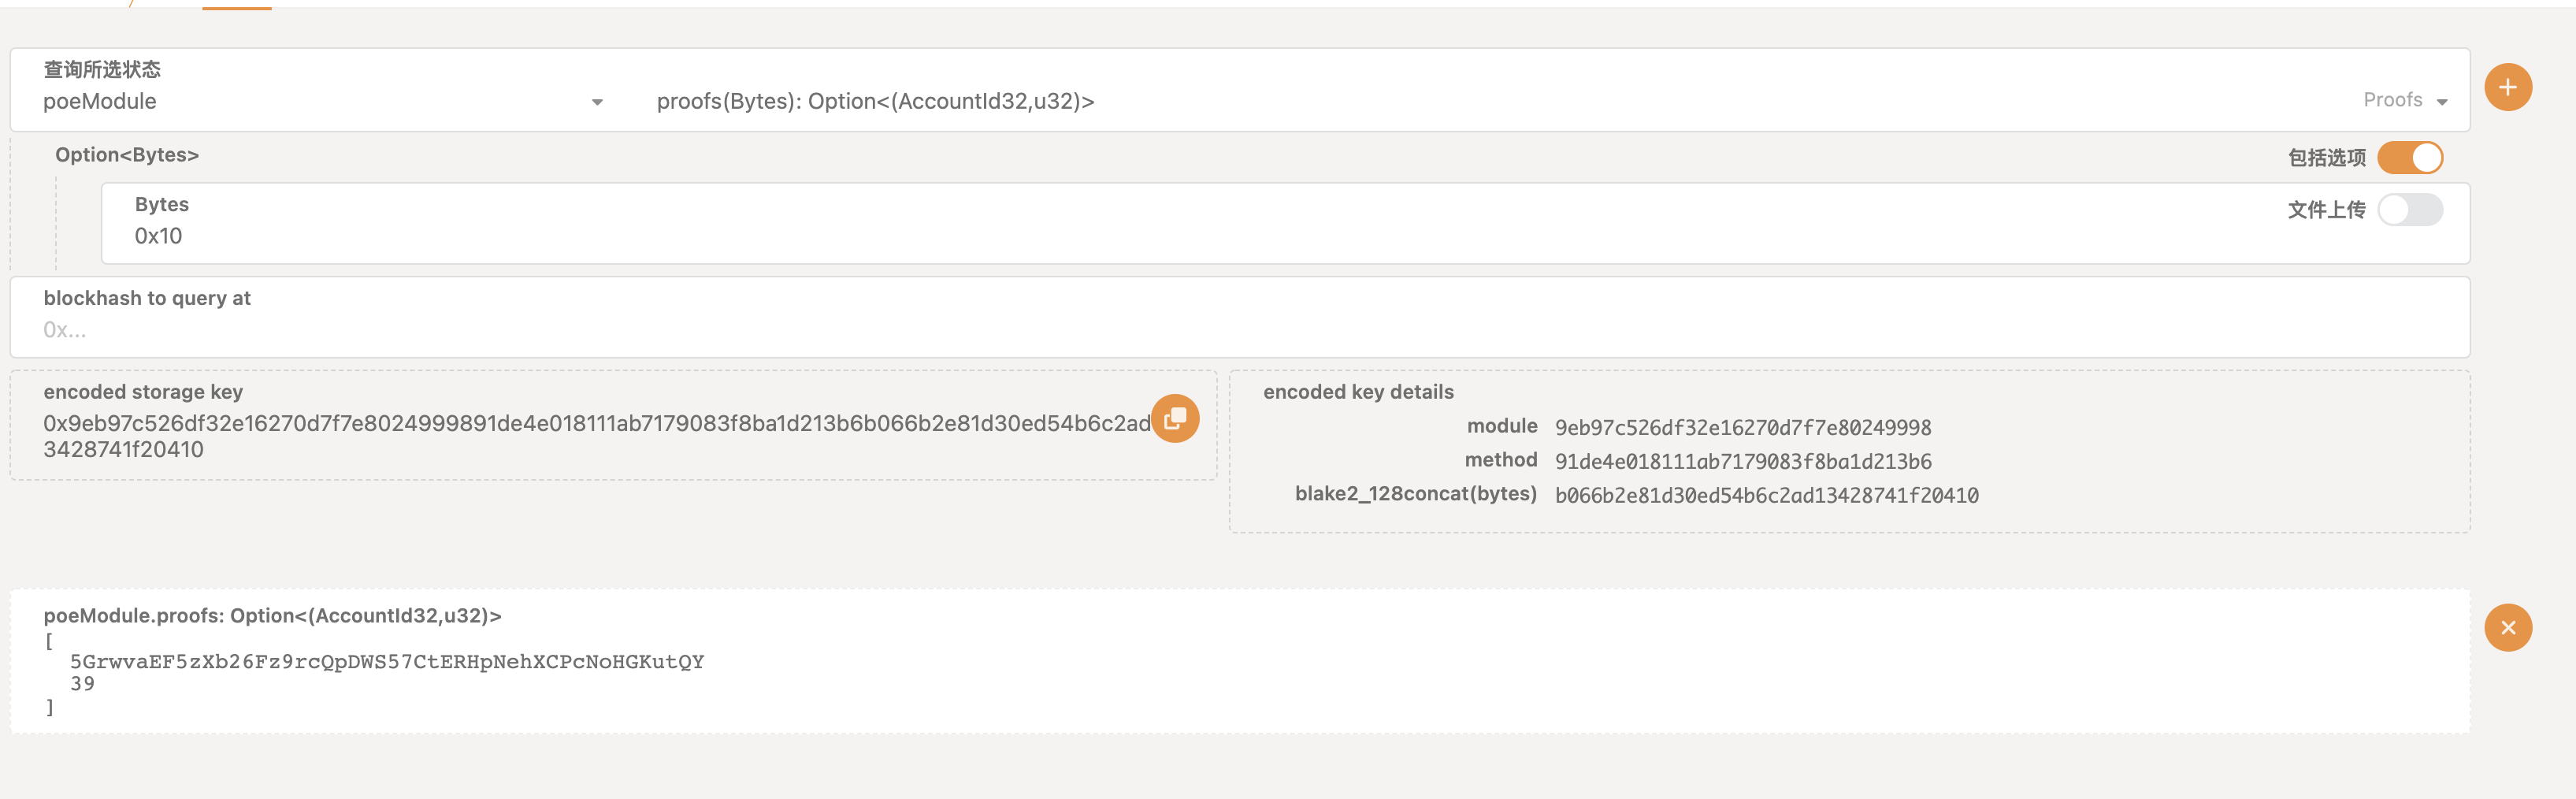 查询所选状态
poeModule
proofs(Bytes): Option<(AccountId32,u32)>
Proofs
Option<Bytes>
包括选项
Bytes
文件上传
0x10
blockhash to query at
0x...
encoded storage key
0x9eb97c526df32e16270d7f7e8024999891de4e018111ab7179083f8ba1d213b6b066b2e81d30ed54b6c2ad
3428741f20410
encoded key details
module 9eb97c526df32e16270d7f7e80249998
method 91de4e018111ab7179083f8ba1d213b6
blake2_128concat(bytes) b066b2e81d30ed54b6c2ad13428741f20410
poeModule.proofs: Option<(AccountId32,u32)>
[
5GrwvaEF5zXb26Fz9rcQpDWS57CtERHpNehXCPcNoHGKutQY
39
]